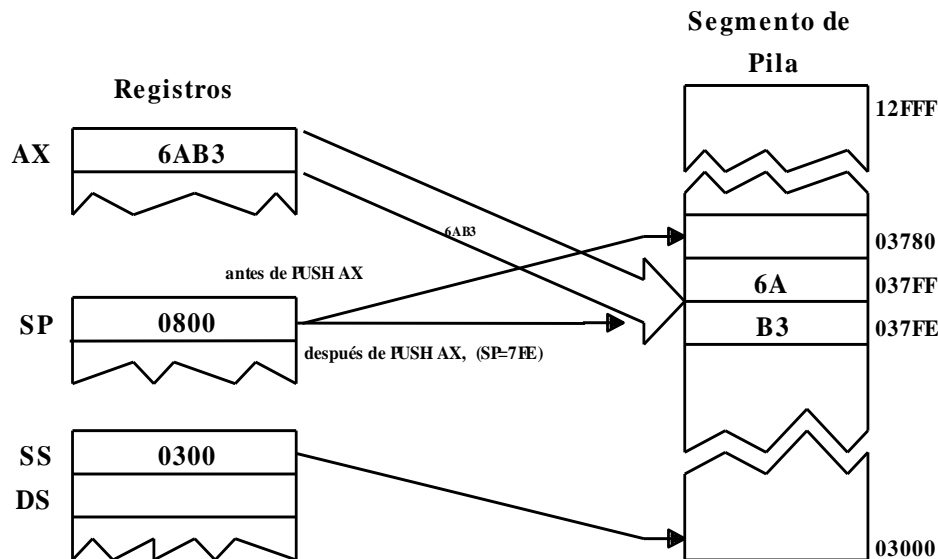 Segmento de
Pila
Registros
12FFF
AX
6AB3
6AB3
03780
antes de PUSH AX
6A
037FF
SP
0800
B3
037FE
después de PUSH AX, (SP=7FE)
SS
0300
DS
03000